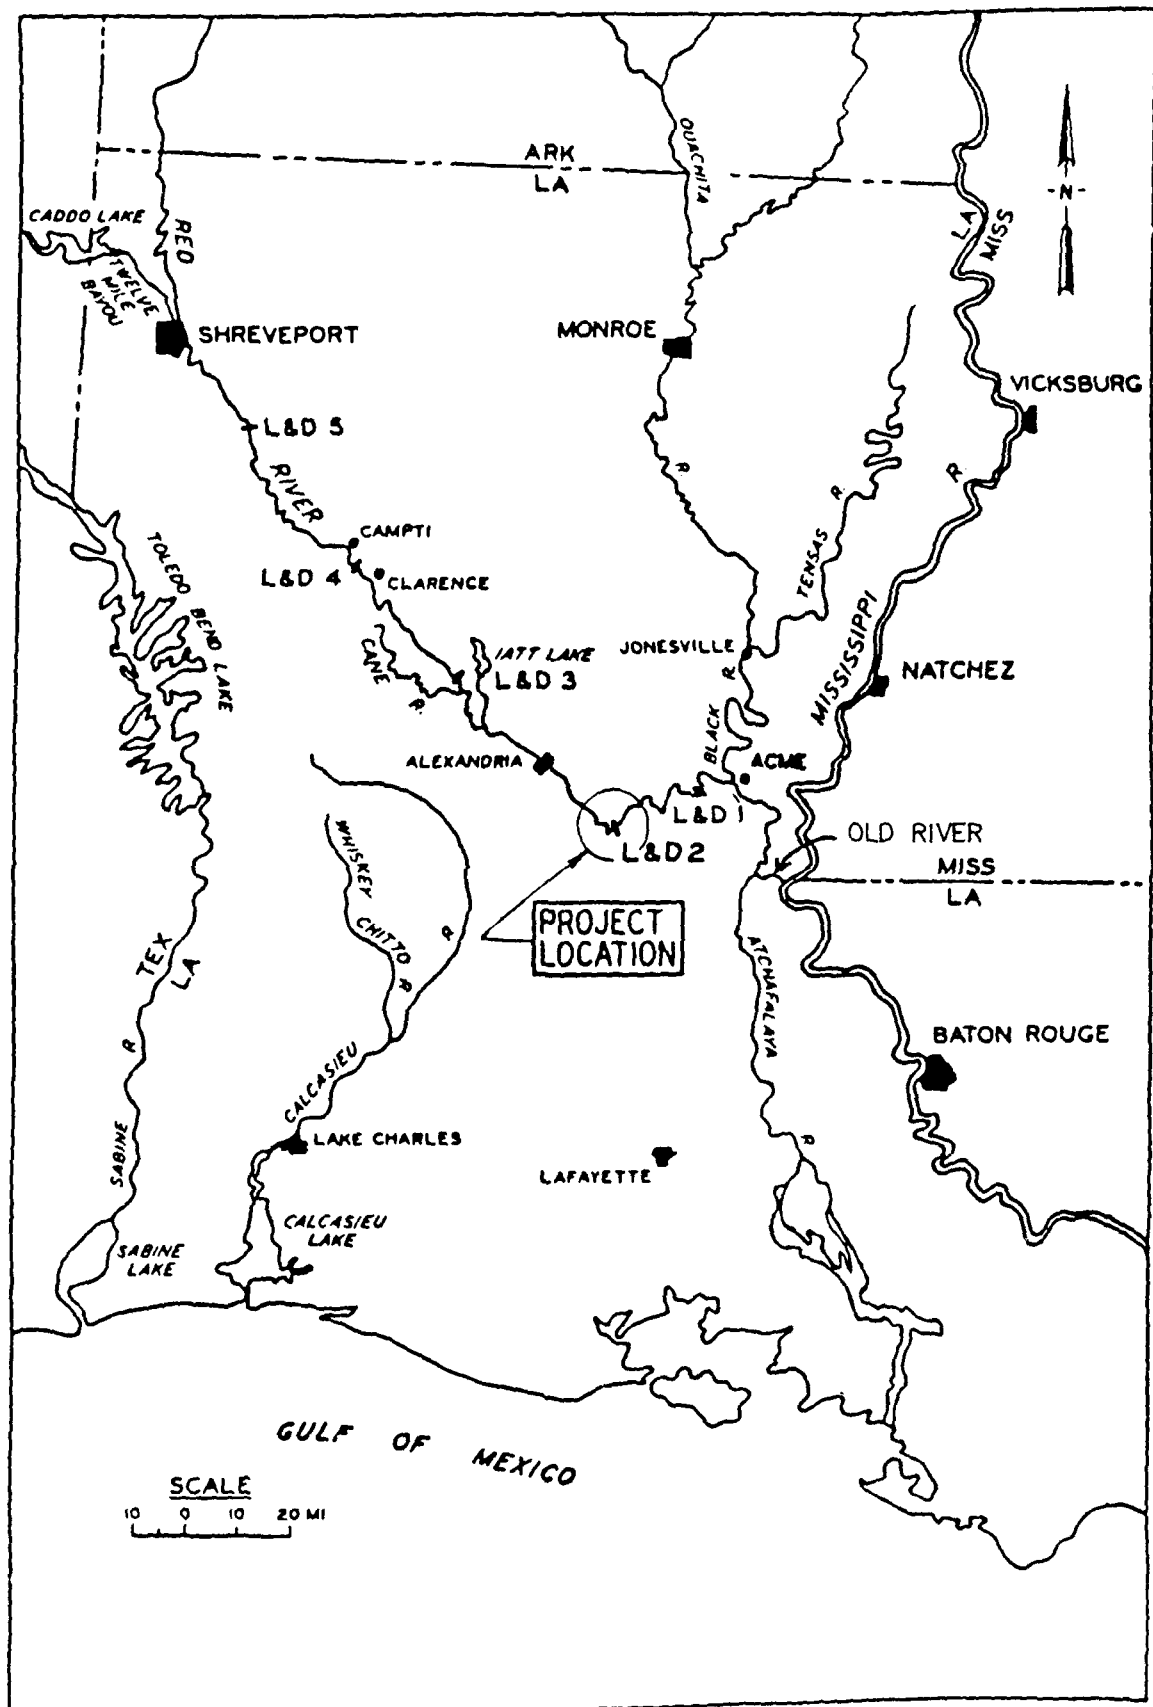 ARK
LA
OUACHITA
LA
MISS
-N-
CADDO LAKE
RED
TWELVE
MILE
BAYOU
SHREVEPORT
MONROE
VICKSBURG
L&D 5
RIVER
R
R.
R.
CAMPTI
L&D 4
CLARENCE
TOLEDO BEND LAKE
TENSAS
MISSISSIPPI
JONESVILLE
CANE
R.
IATT LAKE
L&D 3
R.
NATCHEZ
BLACK
ALEXANDRIA
ACME
L&D 1
OLD RIVER
L&D 2
MISS
LA
WHISKEY CHITTO R
R
PROJECT
LOCATION
TEX
LA
ATCHAFALAYA
R
BATON ROUGE
R
CALCASIEU
LAKE CHARLES
SABINE
LAFAYETTE
CALCASIEU
LAKE
SABINE
LAKE
GULF OF MEXICO
SCALE
10 0 10 20 MI